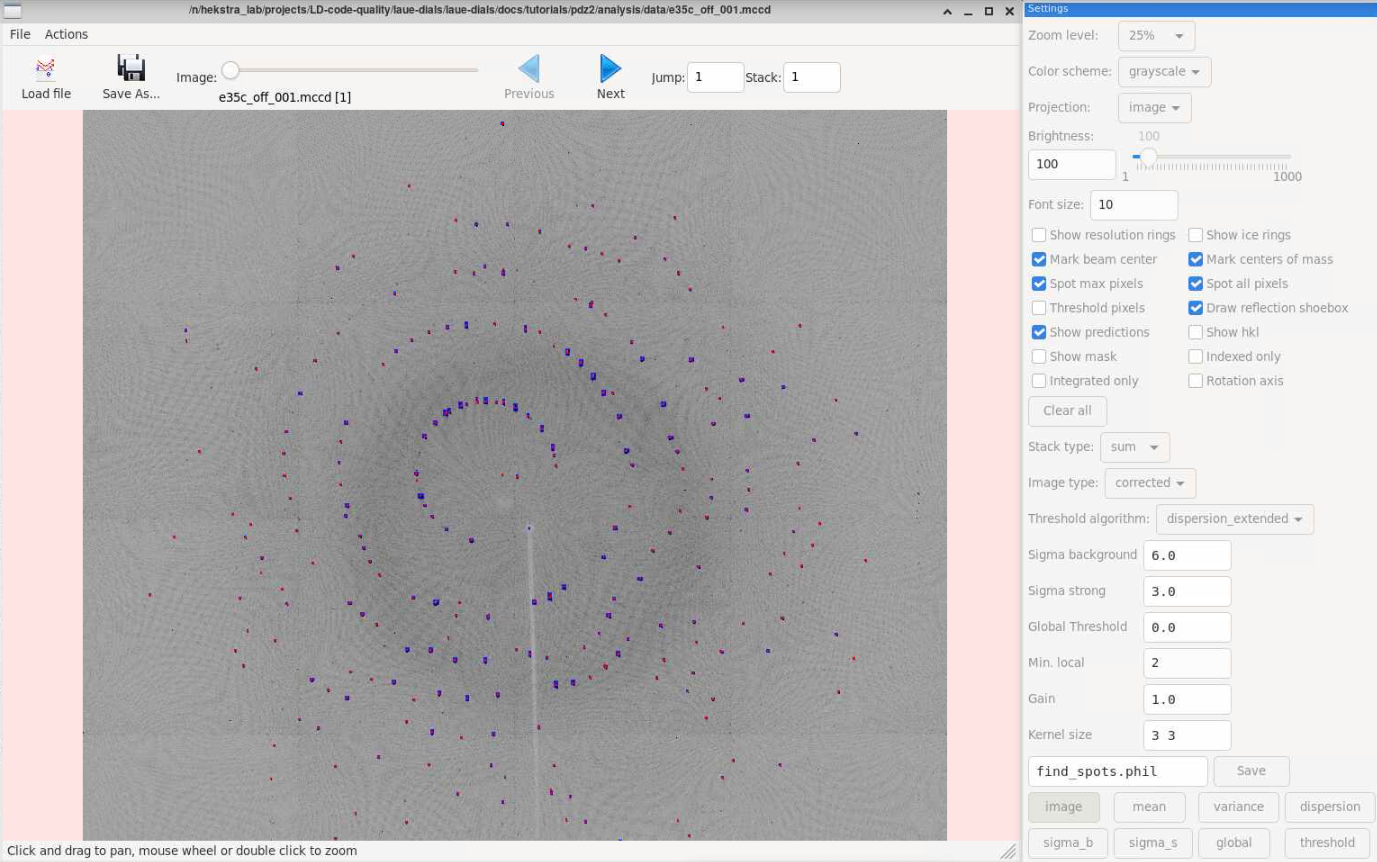 /n/hekstra_lab/projects/LD-code-quality/laue-dials/laue-dials/docs/tutorials/pdz2/analysis/data/e35c_off_001.mccd
File Actions
Load file
Save As...
Image:
e35c_off_001.mccd [1]
Previous
Next
Jump: 1 Stack: 1
Click and drag to pan, mouse wheel or double click to zoom
Settings
Zoom level: 25%
Color scheme: grayscale
Projection: image
Brightness: 100
100
1 1000
Font size: 10
Show resolution rings Show ice rings
Mark beam center Mark centers of mass
Spot max pixels Spot all pixels
Threshold pixels Draw reflection shoebox
Show predictions Show hkl
Show mask Indexed only
Integrated only Rotation axis
Clear all
Stack type: sum
Image type: corrected
Threshold algorithm: dispersion_extended
Sigma background 6.0
Sigma strong 3.0
Global Threshold 0.0
Min. local 2
Gain 1.0
Kernel size 3 3
find_spots.phil Save
image mean variance dispersion
sigma_b sigma_s global threshold